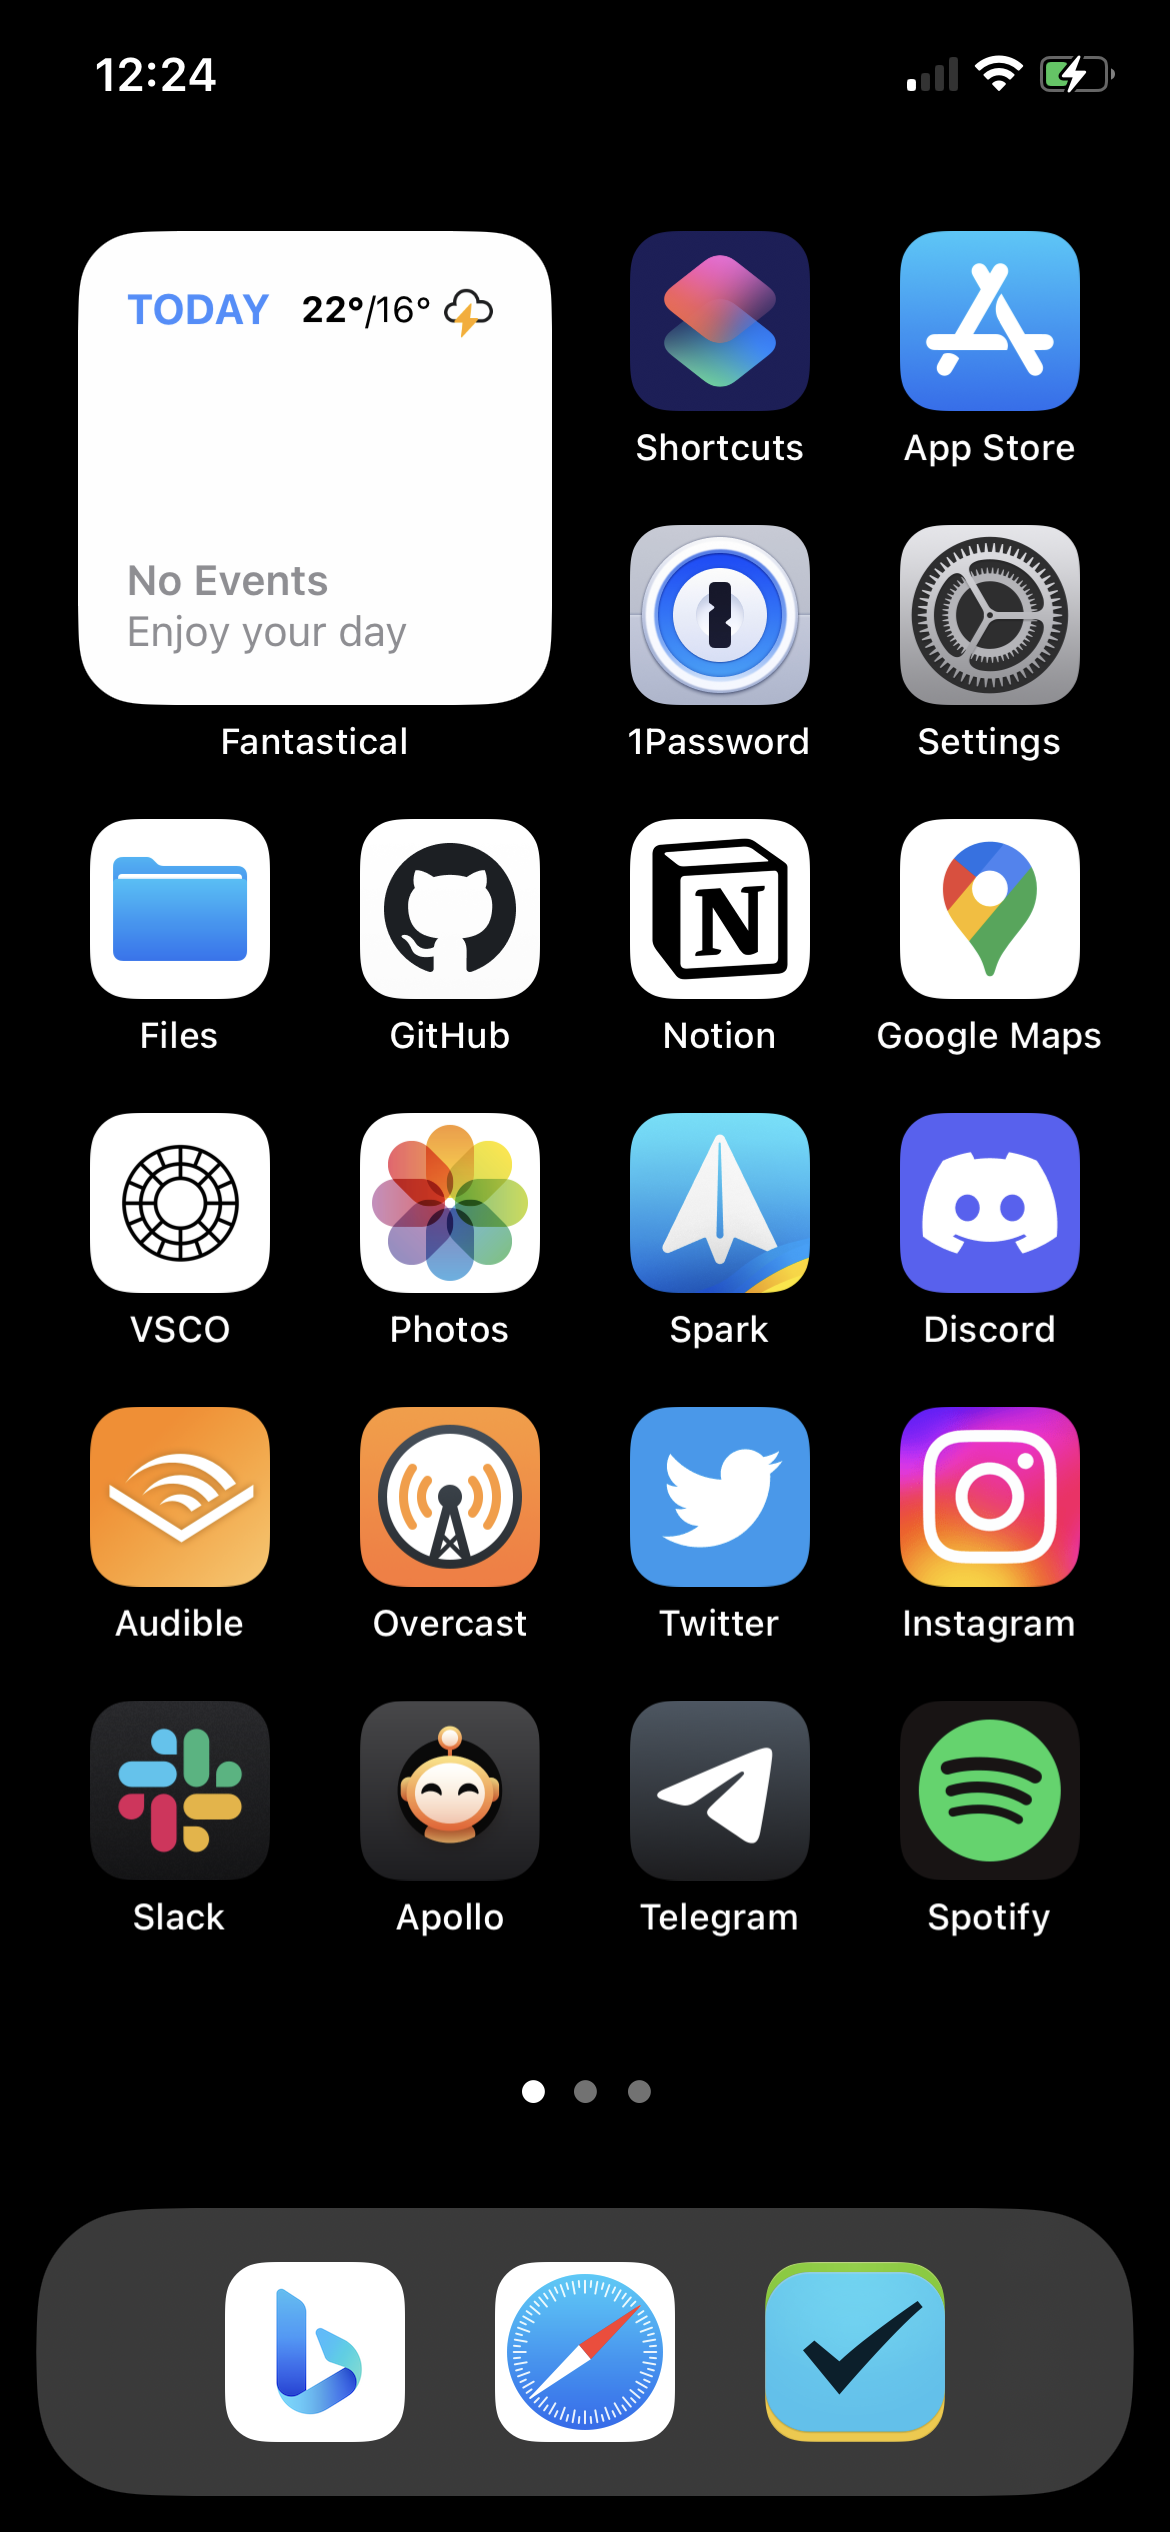 12:24
TODAY 22°/16°
No Events
Enjoy your day
Fantastical
Shortcuts
App Store
1Password
Settings
Files
GitHub
N
Notion
Google Maps
VSCO
Photos
Spark
Discord
Audible
Overcast
Twitter
Instagram
Slack
Apollo
Telegram
Spotify